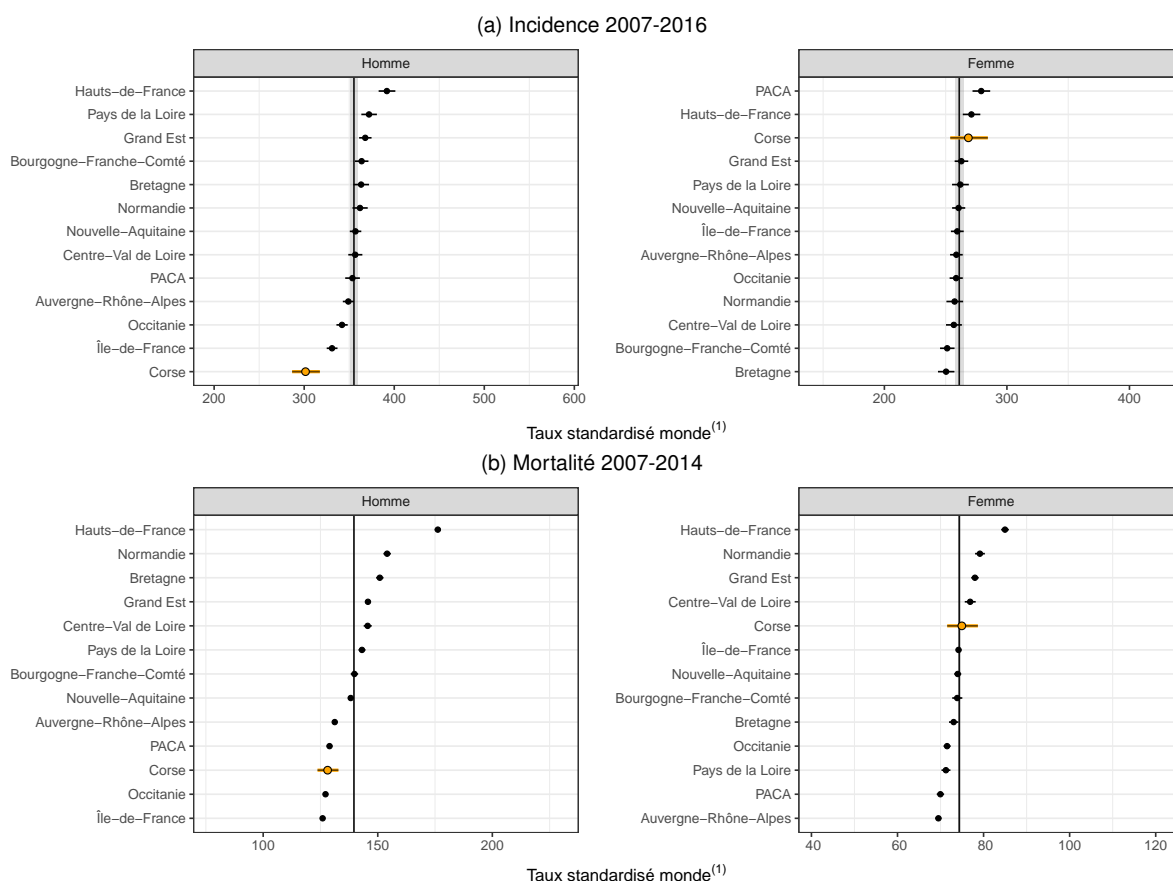 (a) Incidence 2007-2016
Homme
Hauts−de−France
Pays de la Loire
Grand Est
Bourgogne−Franche−Comté
Bretagne
Normandie
Nouvelle−Aquitaine
Centre−Val de Loire
PACA
Auvergne−Rhône−Alpes
Occitanie
Île−de−France
Corse
200 300 400 500 600
Femme
PACA
Hauts−de−France
Corse
Grand Est
Pays de la Loire
Nouvelle−Aquitaine
Île−de−France
Auvergne−Rhône−Alpes
Occitanie
Normandie
Centre−Val de Loire
Bourgogne−Franche−Comté
Bretagne
200 300 400
Taux standardisé monde(1)
(b) Mortalité 2007-2014
Homme
Hauts−de−France
Normandie
Bretagne
Grand Est
Centre−Val de Loire
Pays de la Loire
Bourgogne−Franche−Comté
Nouvelle−Aquitaine
Auvergne−Rhône−Alpes
PACA
Corse
Occitanie
Île−de−France
100 150 200
Femme
Hauts−de−France
Normandie
Grand Est
Centre−Val de Loire
Corse
Île−de−France
Nouvelle−Aquitaine
Bourgogne−Franche−Comté
Bretagne
Occitanie
Pays de la Loire
PACA
Auvergne−Rhône−Alpes
40 60 80 100 120
Taux standardisé monde(1)